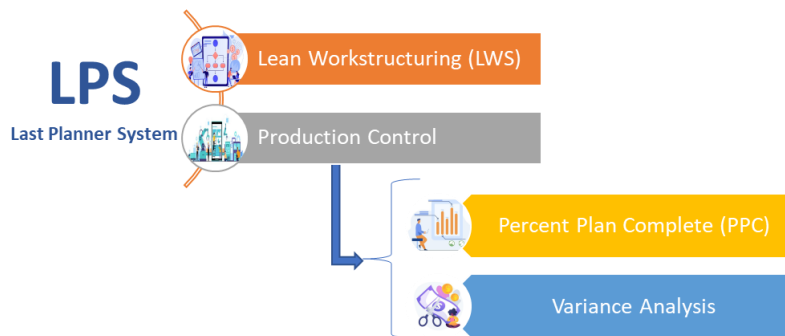 LPS
Last Planner System
Lean Workstructuring (LWS)
Production Control
Percent Plan Complete (PPC)
Variance Analysis